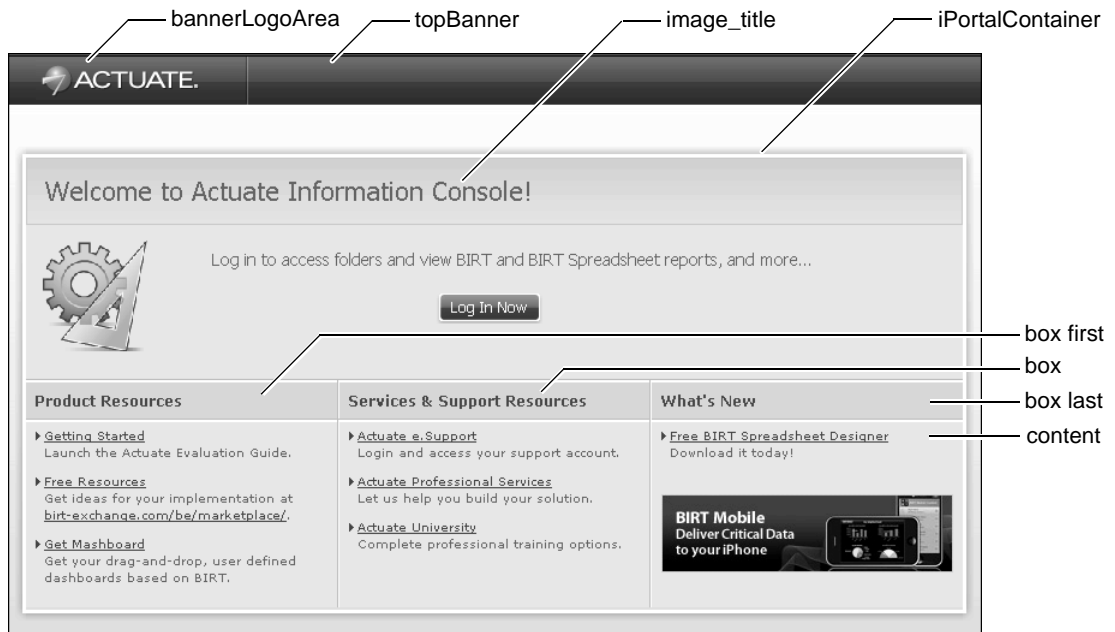 bannerLogoArea
topBanner
image_title
iPortalContainer
ACTUATE.
Welcome to Actuate Information Console!
Log in to access folders and view BIRT and BIRT Spreadsheet reports, and more...
Log In Now
box first
box
box last
content
Product Resources
Getting Started
Launch the Actuate Evaluation Guide.
Free Resources
Get ideas for your implementation at
birt-exchange.com/be/marketplace/.
Get Mashboard
Get your drag-and-drop, user defined
dashboards based on BIRT.
Services & Support Resources
Actuate e.Support
Login and access your support account.
Actuate Professional Services
Let us help you build your solution.
Actuate University
Complete professional training options.
What's New
Free BIRT Spreadsheet Designer
Download it today!
BIRT Mobile
Deliver Critical Data
to your iPhone